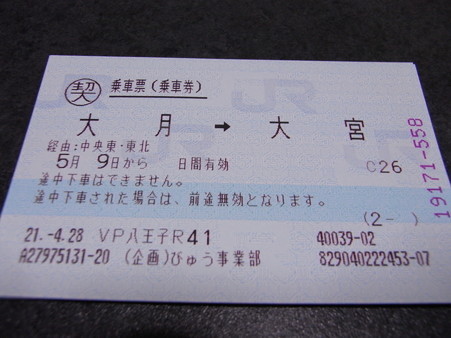 契 乗車票(乗車券)
大月 → 大宮
経由:中央東・東北
5月 9日から 日間有効
C26
途中下車はできません。
途中下車された場合は、前途無効となります。
(2- )
21.-4.28 VP八王子R41 40039-02
A27975131-20 (企画)びゅう事業部 829040222453-07
19171-558
JR
JR
JR